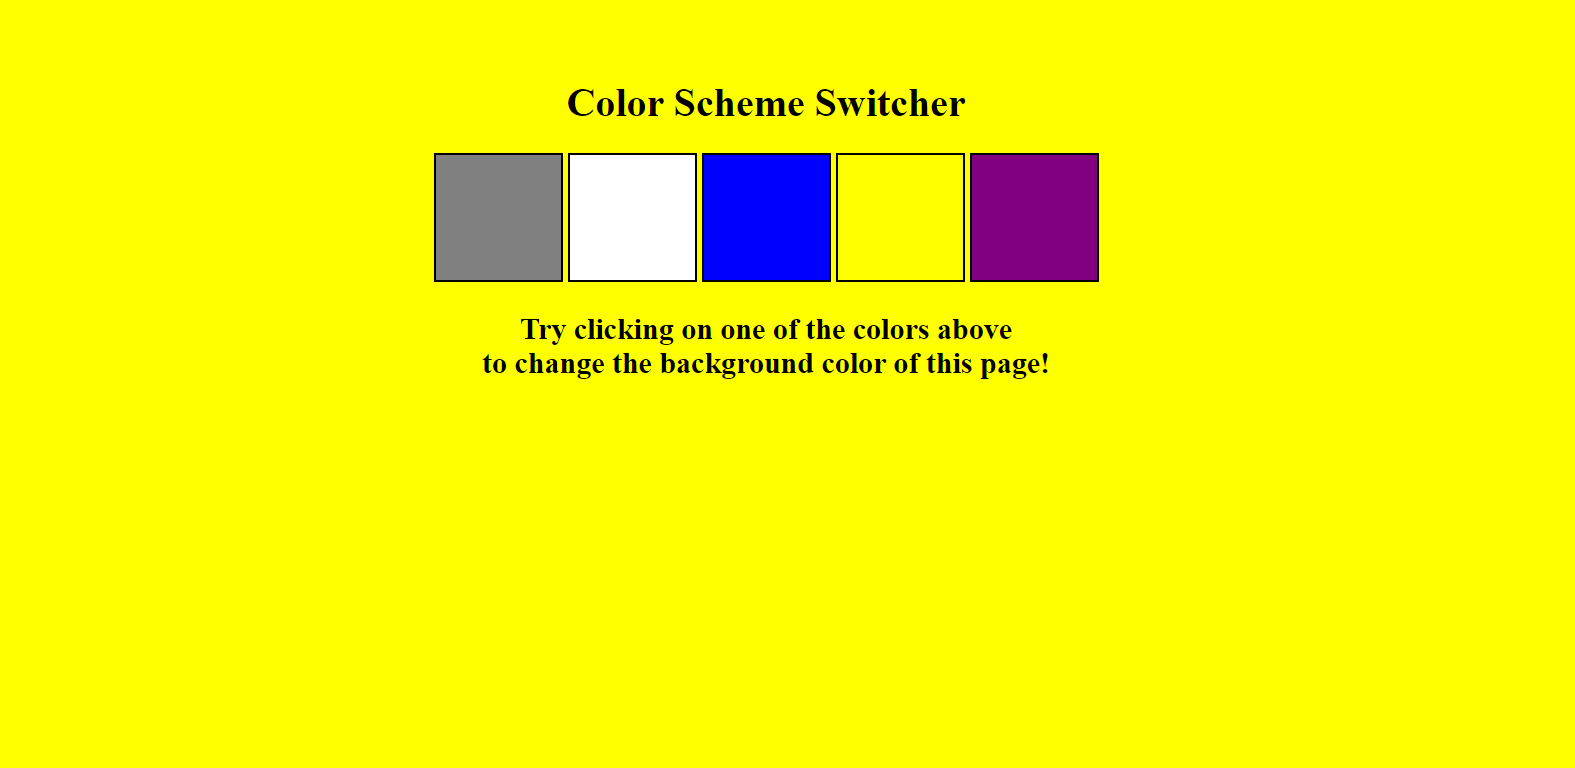 Color Scheme Switcher
Try clicking on one of the colors above
to change the background color of this page!